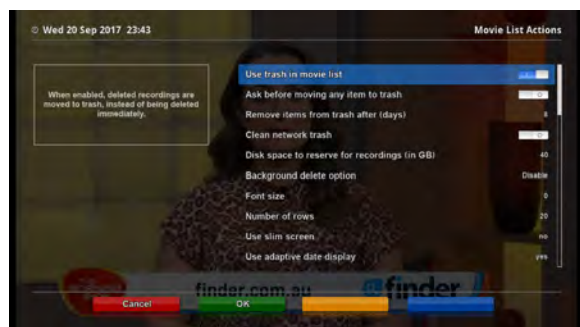 Wed 20 Sep 2017 23:43
Movie List Actions
When enabled, deleted recordings are
moved to trash, instead of being deleted
immediately.
Use trash in movie list
Ask before moving any item to trash
Remove items from trash after (days)
Clean network trash
Disk space to reserve for recordings (in GB) 40
Background delete option Disable
Font size 0
Number of rows 20
Use slim screen no
Use adaptive date display yes
finder.com.au
finder
Cancel
OK